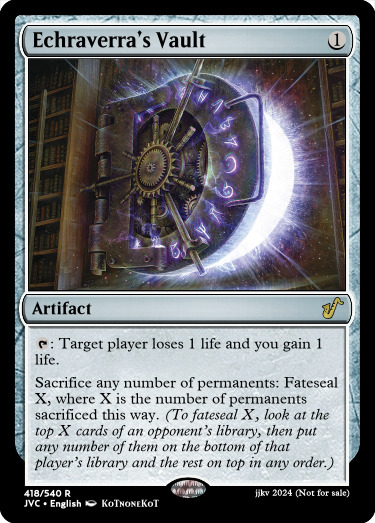 Echraverra's Vault 1
Artifact
: Target player loses 1 life and you gain 1
life.
Sacrifice any number of permanents: Fateseal
X, where X is the number of permanents
sacrificed this way. (To fateseal X, look at the
top X cards of an opponent's library, then put
any number of them on the bottom of that
player's library and the rest on top in any order.)
418/540 R
JVC • English KoTnoneKoT
jjkv 2024 (Not for sale)